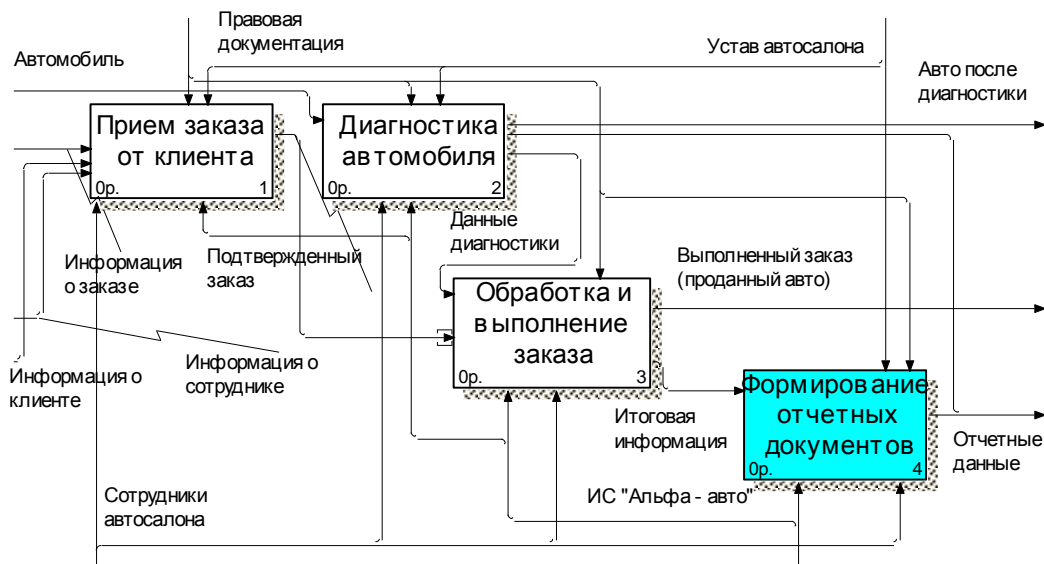 Правовая
документация
Устав автосалона
Автомобиль
Авто после
диагностики
Прием заказа
от клиента
0р.
1
Диагностика
автомобиля
0р.
2
Данные
диагностики
Информация
о заказе
Подтвержденный
заказ
Выполненный заказ
(проданный авто)
Обработка и
выполнение
заказа
0р.
3
Информация о
клиенте
Информация о
сотруднике
Итоговая
информация
Формирование
отчетных
документов
0р.
4
Отчетные
данные
Сотрудники
автосалона
ИС "Альфа - авто"